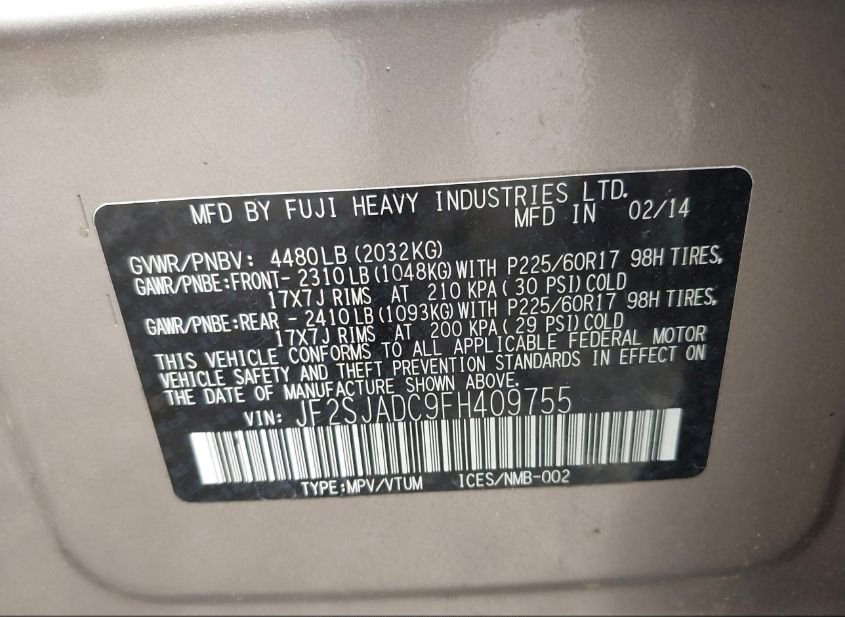 MFD BY FUJI HEAVY INDUSTRIES LTD.
MFD IN 02/14
GVWR/PNBV: 4480LB (2032KG)
GAWR/PNBE:FRONT- 2310LB (1048KG) WITH P225/60R17 98H TIRES,
17X7J RIMS AT 210 KPA ( 30 PSI) COLD
GAWR/PNBE:REAR - 2410LB (1093KG) WITH P225/60R17 98H TIRES,
17X7J RIMS AT 200 KPA ( 29 PSI) COLD
THIS VEHICLE CONFORMS TO ALL APPLICABLE FEDERAL MOTOR
VEHICLE SAFETY AND THEFT PREVENTION STANDARDS IN EFFECT ON
THE DATE OF MANUFACTURE SHOWN ABOVE.
VIN: JF2SJADC9FH409755
TYPE:MPV/VTUM ICES/NMB-002